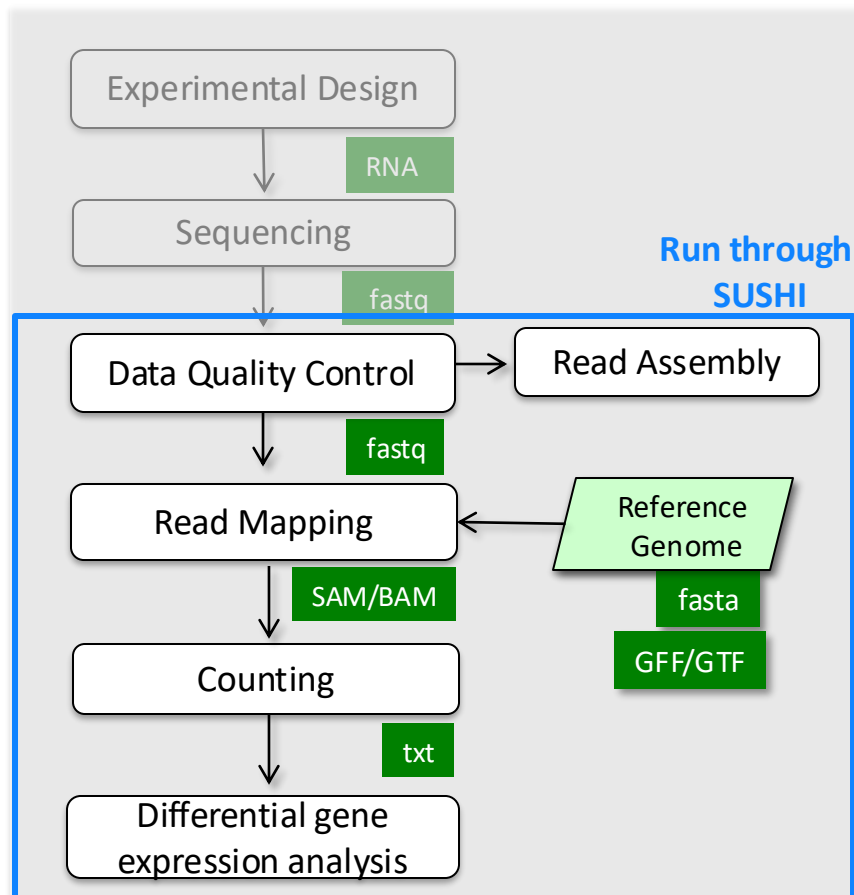 Experimental Design
RNA
Sequencing
Run through
SUSHI
fastq
Data Quality Control
Read Assembly
fastq
Read Mapping
Reference
Genome
SAM/BAM
fasta
GFF/GTF
Counting
txt
Differential gene
expression analysis